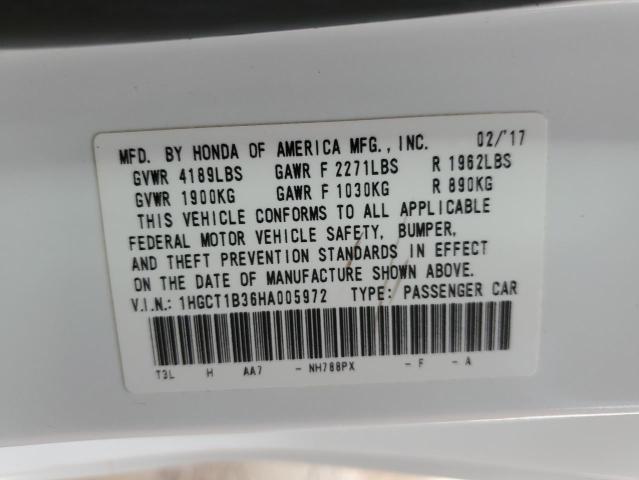 MFD. BY HONDA OF AMERICA MFG., INC. 02/'17
GVWR 4189LBS GAWR F 2271LBS R 1962LBS
GVWR 1900KG GAWR F 1030KG R 890KG
THIS VEHICLE CONFORMS TO ALL APPLICABLE
FEDERAL MOTOR VEHICLE SAFETY, BUMPER,
AND THEFT PREVENTION STANDARDS IN EFFECT
ON THE DATE OF MANUFACTURE SHOWN ABOVE.
V.I.N.: 1HGCT1B36HA005972 TYPE: PASSENGER CAR
T3L H AA7 - NH788PX - F - A